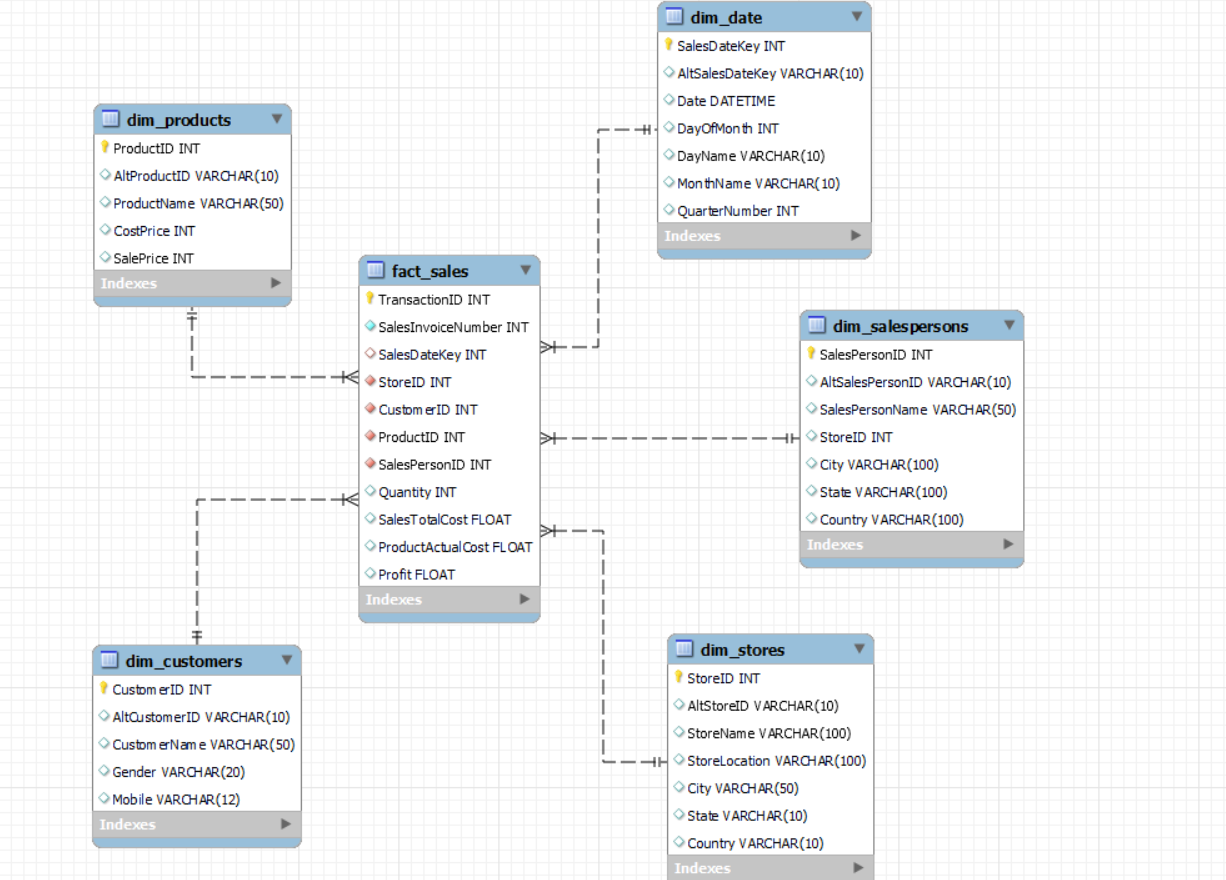 dim_date
SalesDateKey INT
AltSalesDateKey VARCHAR(10)
Date DATETIME
DayOfMonth INT
DayName VARCHAR(10)
MonthName VARCHAR(10)
QuarterNumber INT
Indexes
dim_products
ProductID INT
AltProductID VARCHAR(10)
ProductName VARCHAR(50)
CostPrice INT
SalePrice INT
Indexes
fact_sales
TransactionID INT
SalesInvoiceNumber INT
SalesDateKey INT
StoreID INT
CustomerID INT
ProductID INT
SalesPersonID INT
Quantity INT
SalesTotalCost FLOAT
ProductActualCost FLOAT
Profit FLOAT
Indexes
dim_salespersons
SalesPersonID INT
AltSalesPersonID VARCHAR(10)
SalesPersonName VARCHAR(50)
StoreID INT
City VARCHAR(100)
State VARCHAR(100)
Country VARCHAR(100)
Indexes
dim_customers
CustomerID INT
AltCustomerID VARCHAR(10)
CustomerName VARCHAR(50)
Gender VARCHAR(20)
Mobile VARCHAR(12)
Indexes
dim_stores
StoreID INT
AltStoreID VARCHAR(10)
StoreName VARCHAR(100)
StoreLocation VARCHAR(100)
City VARCHAR(50)
State VARCHAR(10)
Country VARCHAR(10)
Indexes